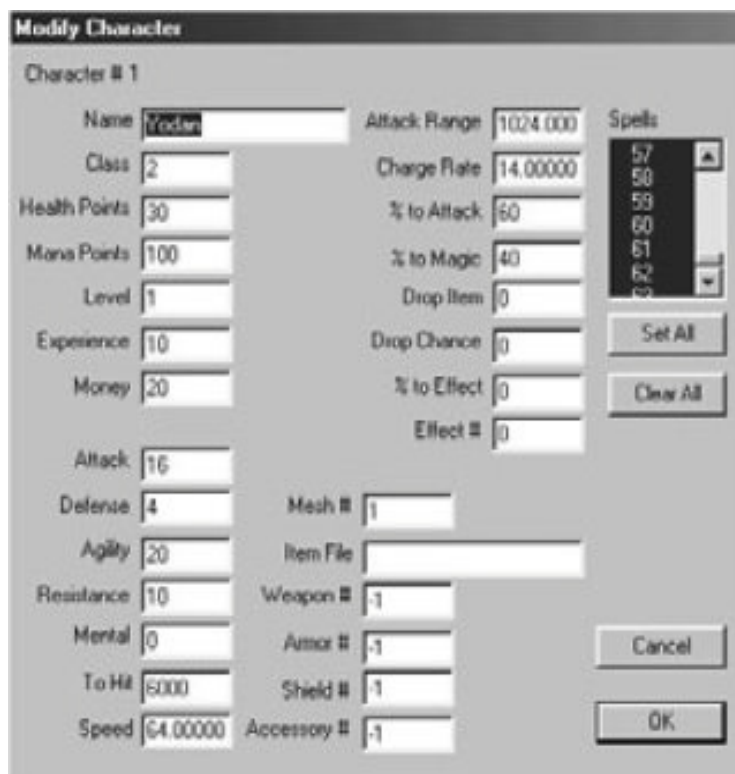 Modify Character
Character # 1
Name Yodan
Class 2
Health Points 30
Mana Points 100
Level 1
Experience 10
Money 20
Attack 16
Defense 4
Agility 20
Resistance 10
Mental 0
To Hit 6000
Speed 64.00000
Attack Range 1024.000
Charge Rate 14.00000
% to Attack 60
% to Magic 40
Drop Item 0
Drop Chance 0
% to Effect 0
Effect # 0
Mesh # 1
Item File
Weapon # -1
Armor # -1
Shield # -1
Accessory # -1
Spells
57
58
59
60
61
62
63
Set All
Clear All
Cancel
OK